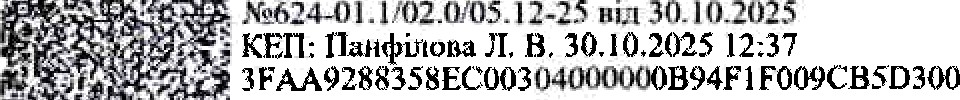 №624-01.1/02.0/05.12-25 від 30.10.2025
КЕП: Панфілова Л. В. 30.10.2025 12:37
3FAA9288358EC00304000000B94F1F009CB5D300